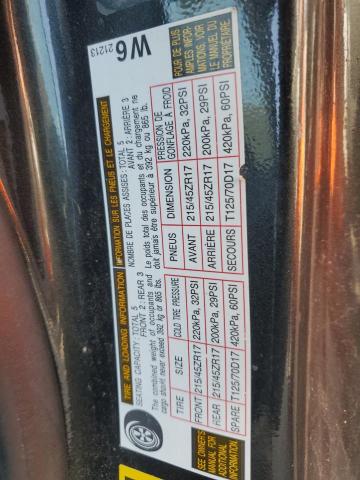 TIRE AND LOADING INFORMATION
SEATING CAPACITY TOTAL 5
FRONT 2 : REAR 3
The combined weight of occupants and
cargo should never exceed 392 kg or 865 lbs.
TIRE SIZE COLD TIRE PRESSURE
FRONT 215/45ZR17 220kPa, 32PSI
REAR 215/45ZR17 200kPa, 29PSI
SPARE T125/70D17 420kPa, 60PSI
SEE OWNER'S
MANUAL FOR
ADDITIONAL
INFORMATION
INFORMATION SUR LES PNEUS ET LE CHARGEMENT
NOMBRE DE PLACES ASSISES:TOTAL 5
AVANT 2 : ARRIÈRE 3
Le poids total des occupants et du chargement ne
doit jamais être supérieur à 392 kg ou 865 lb.
PNEUS DIMENSION PRESSION DE
GONFLAGE À FROID
AVANT 215/45ZR17 220kPa, 32PSI
ARRIÈRE 215/45ZR17 200kPa, 29PSI
SECOURS T125/70D17 420kPa, 60PSI
POUR DE PLUS
AMPLES INFOR-
MATIONS, VOIR
LE MANUEL DU
PROPRIÉTAIRE
W6
21213